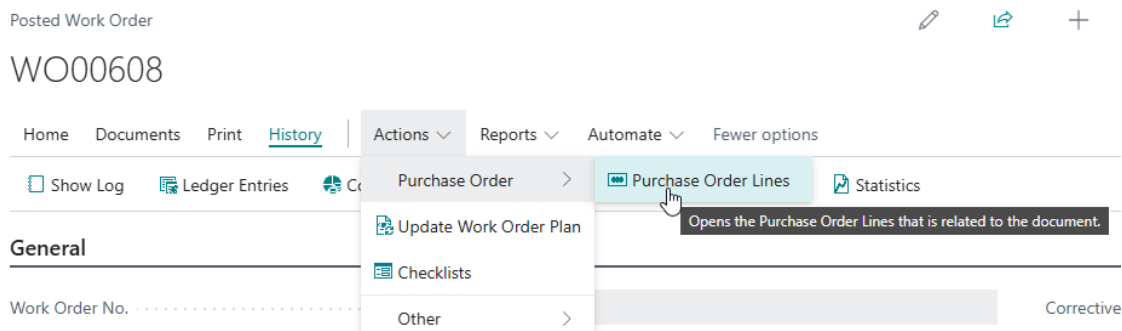 Posted Work Order
WO00608
Home Documents Print History Actions Reports Automate Fewer options
Show Log Ledger Entries Purchase Order Purchase Order Lines Statistics
Opens the Purchase Order Lines that is related to the document.
Update Work Order Plan
General
Checklists
Work Order No. Corrective
Other